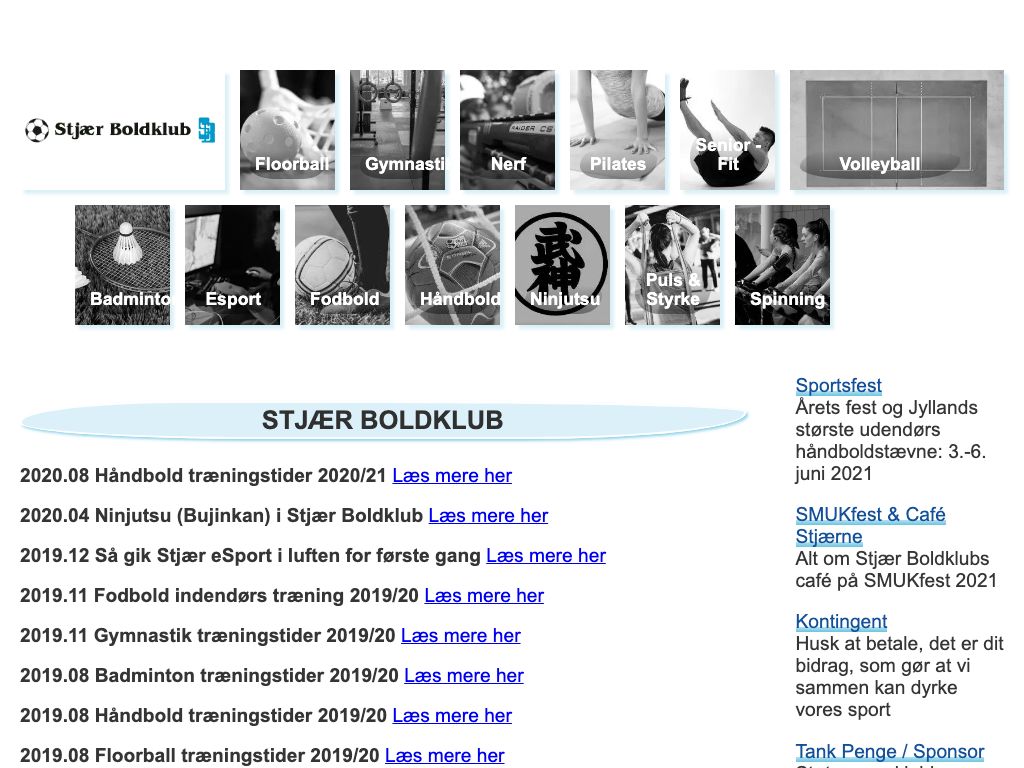 Stjær Boldklub
Floorball
Gymnasti
RAIDER CS
Nerf
Pilates
Senior -
Fit
Volleyball
Badminto
Esport
Fodbold
Håndbold
武神
Ninjutsu
Puls &
Styrke
Spinning
STJÆR BOLDKLUB
2020.08 Håndbold træningstider 2020/21 Læs mere her
2020.04 Ninjutsu (Bujinkan) i Stjær Boldklub Læs mere her
2019.12 Så gik Stjær eSport i luften for første gang Læs mere her
2019.11 Fodbold indendørs træning 2019/20 Læs mere her
2019.11 Gymnastik træningstider 2019/20 Læs mere her
2019.08 Badminton træningstider 2019/20 Læs mere her
2019.08 Håndbold træningstider 2019/20 Læs mere her
2019.08 Floorball træningstider 2019/20 Læs mere her
Sportsfest
Årets fest og Jyllands
største udendørs
håndboldstævne: 3.-6.
juni 2021
SMUKfest & Café
Stjærne
Alt om Stjær Boldklubs
café på SMUKfest 2021
Kontingent
Husk at betale, det er dit
bidrag, som gør at vi
sammen kan dyrke
vores sport
Tank Penge / Sponsor